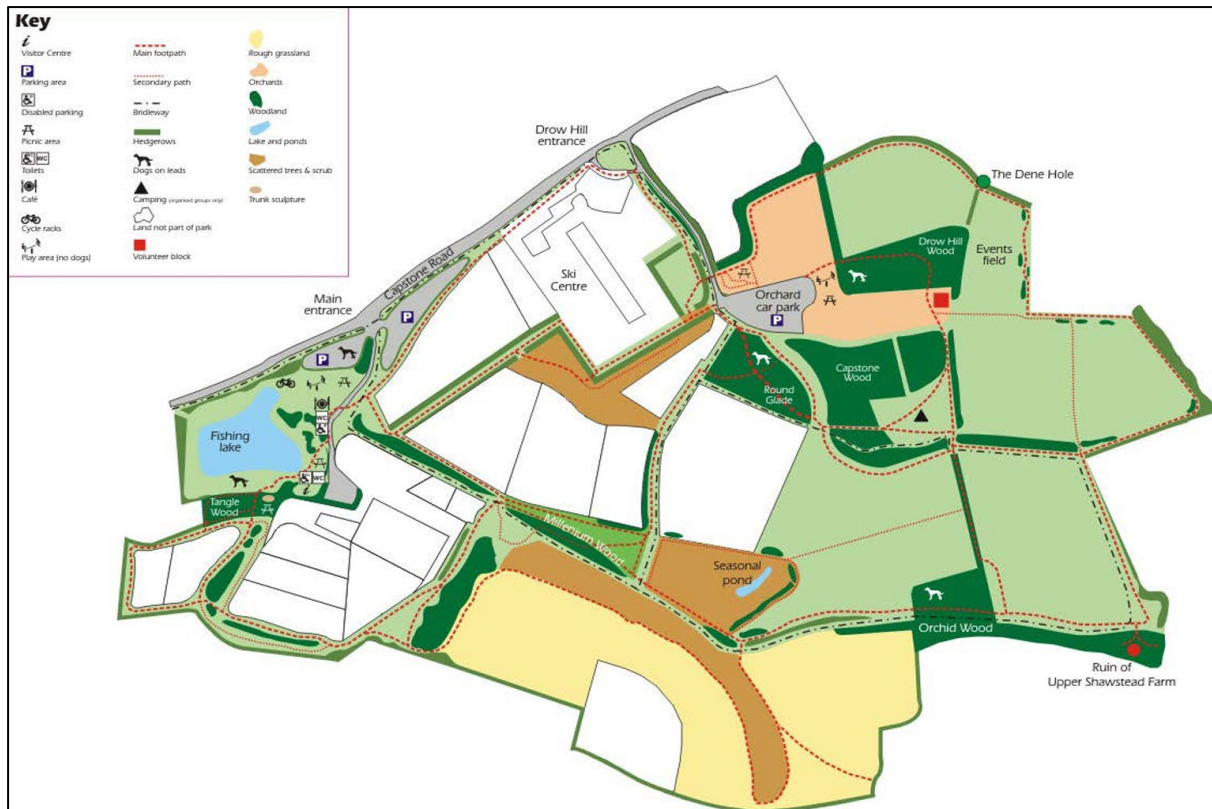 Key
i
Visitor Centre
Main footpath
Rough grassland
P
Parking area
Secondary path
Orchards
Disabled parking
Bridleway
Woodland
Picnic area
Hedgerows
Lake and ponds
WC
Toilets
Dogs on leads
Scattered trees & scrub
Café
Camping (organised groups only)
Trunk sculpture
Cycle racks
Land not part of park
Play area (no dogs)
Volunteer block
Drow Hill
entrance
The Dene Hole
Drow Hill
Wood
Events
field
Capstone Road
Ski
Centre
Main
entrance
Orchard
car park
P
P
P
Capstone
Wood
Round
Glade
WC
Fishing
lake
WC
i
Tangle
Wood
Millenium Wood
Seasonal
pond
Orchid Wood
Ruin of
Upper Shawstead Farm